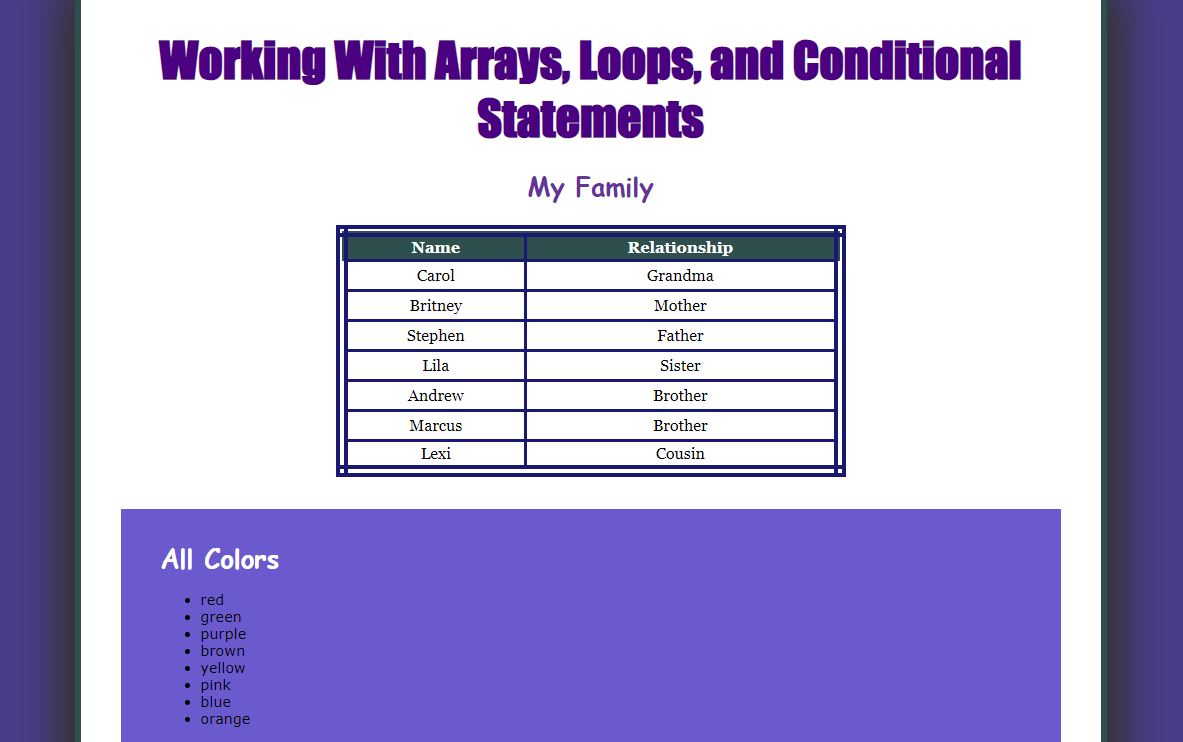 Working With Arrays, Loops, and Conditional
Statements
My Family
Name Relationship
Carol Grandma
Britney Mother
Stephen Father
Lila Sister
Andrew Brother
Marcus Brother
Lexi Cousin
All Colors
red
green
purple
brown
yellow
pink
blue
orange